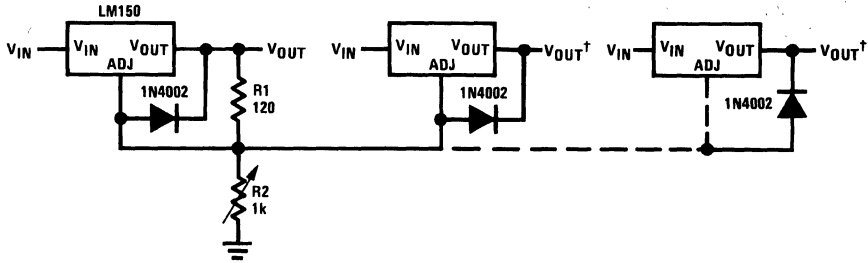 LM150
VIN VIN VOUT VOUT
ADJ
1N4002
R1
120
R2
1k
VIN VIN VOUT VOUT†
ADJ
1N4002
VIN VIN VOUT VOUT†
ADJ
1N4002